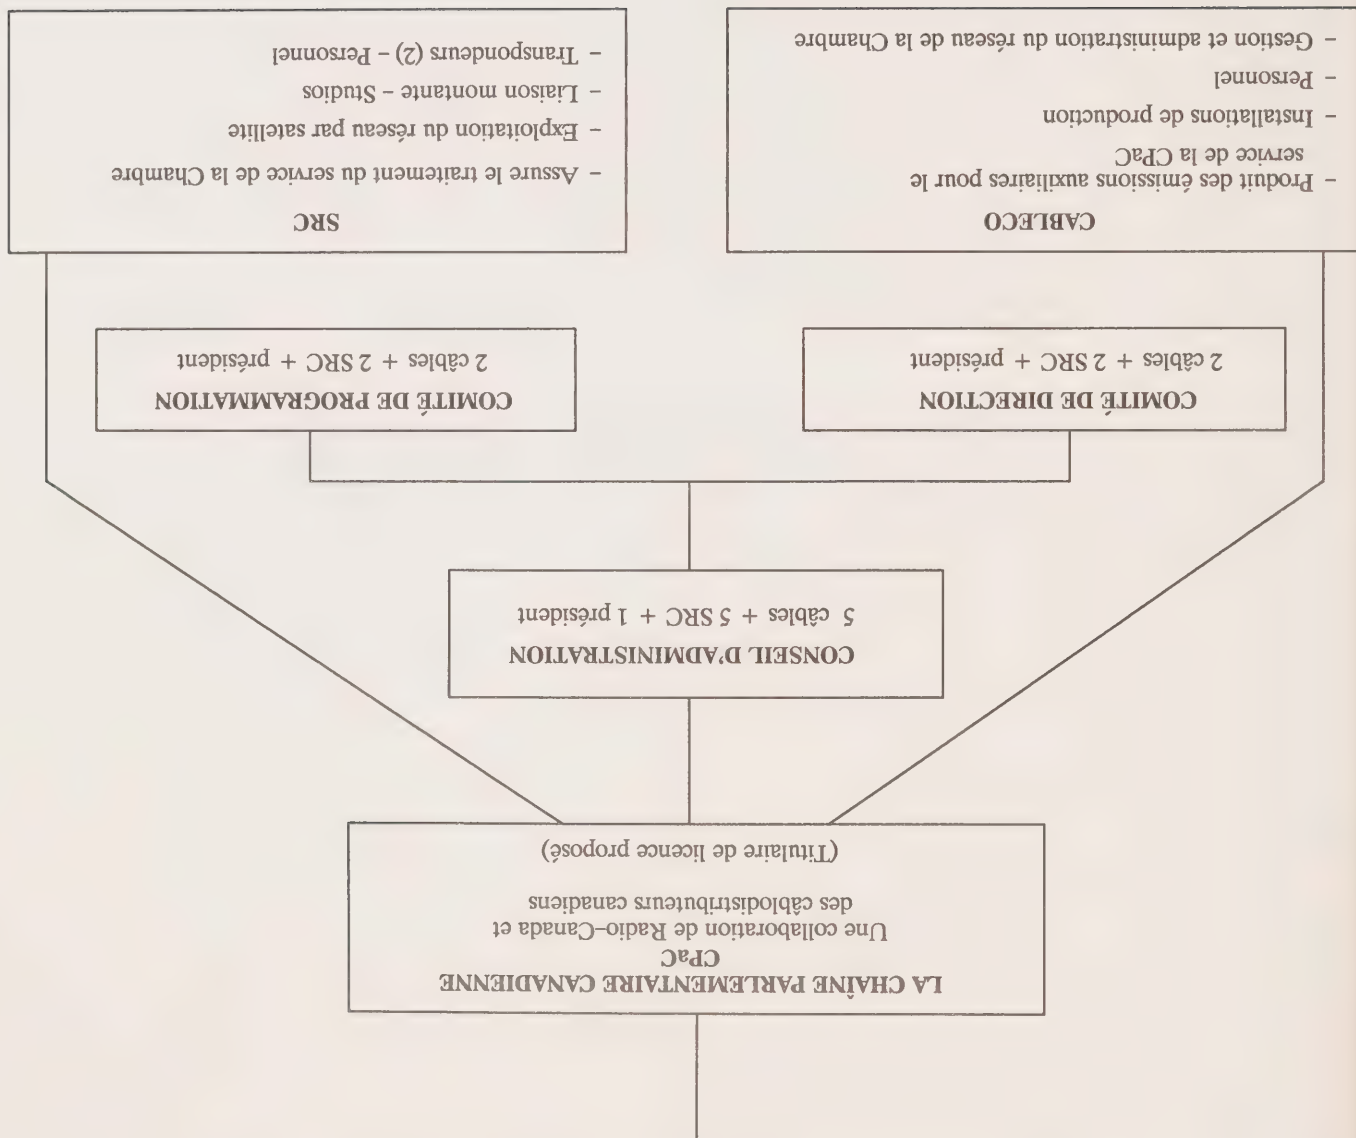 LA CHAÎNE PARLEMENTAIRE CANADIENNE
CPaC
Une collaboration de Radio–Canada et
des câblodistributeurs canadiens
(Titulaire de licence proposé)
CONSEIL D'ADMINISTRATION
5 câbles + 5 SRC + 1 président
COMITÉ DE DIRECTION
2 câbles + 2 SRC + président
COMITÉ DE PROGRAMMATION
2 câbles + 2 SRC + président
CABLECO
– Produit des émissions auxiliaires pour le
service de la CPaC
– Installations de production
– Personnel
– Gestion et administration du réseau de la Chambre
SRC
– Assure le traitement du service de la Chambre
– Exploitation du réseau par satellite
– Liaison montante – Studios
– Transpondeurs (2) – Personnel